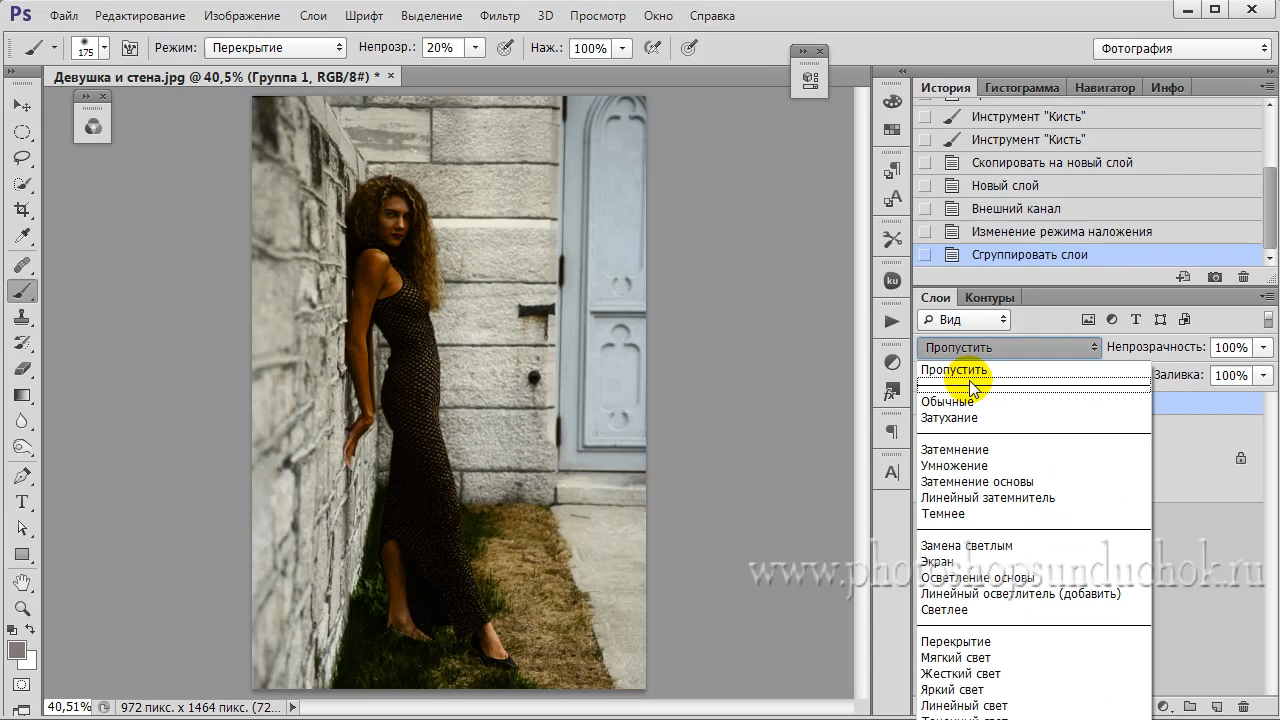 Ps Файл Редактирование Изображение Слои Шрифт Выделение Фильтр 3D Просмотр Окно Справка
175 Режим: Перекрытие Непрозр.: 20% Наж.: 100% Фотография
Девушка и стена.jpg @ 40,5% (Группа 1, RGB/8#) * ×
История Гистограмма Навигатор Инфо
Инструмент "Кисть"
Инструмент "Кисть"
Скопировать на новый слой
Новый слой
Внешний канал
Изменение режима наложения
Сгруппировать слои
Слои Контуры
Вид
Пропустить Непрозрачность: 100%
Заливка: 100%
Пропустить
Обычные
Затухание
Затемнение
Умножение
Затемнение основы
Линейный затемнитель
Темнее
Замена светлым
Экран
Осветление основы
Линейный осветлитель (добавить)
Светлее
Перекрытие
Мягкий свет
Жесткий свет
Яркий свет
Линейный свет
ku
fx
A|
www.photoshopsunduchok.ru
40,51% 972 пикс. x 1464 пикс. (72...